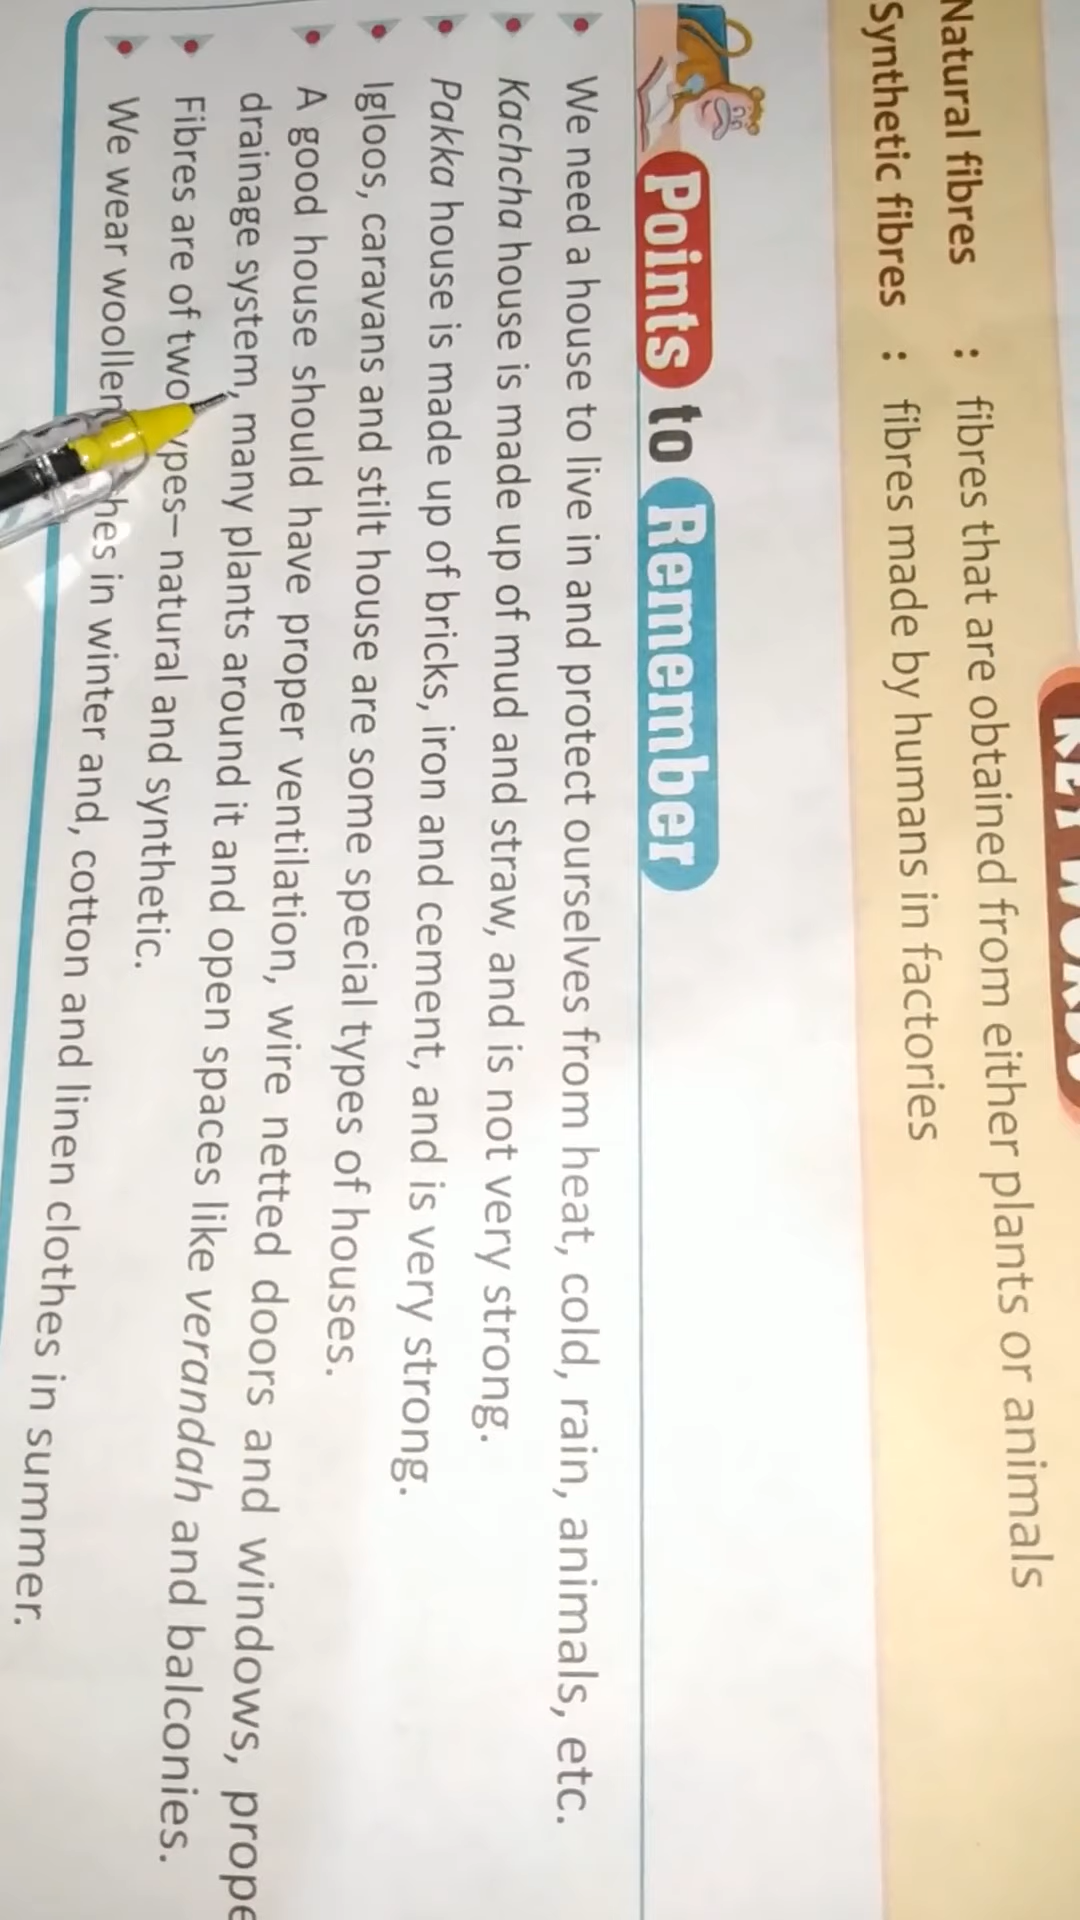 KEY WORDS
Natural fibres : fibres that are obtained from either plants or animals
Synthetic fibres : fibres made by humans in factories
Points to Remember
We need a house to live in and protect ourselves from heat, cold, rain, animals, etc.
Kachcha house is made up of mud and straw, and is not very strong.
Pakka house is made up of bricks, iron and cement, and is very strong.
Igloos, caravans and stilt house are some special types of houses.
A good house should have proper ventilation, wire netted doors and windows, prope
drainage system, many plants around it and open spaces like verandah and balconies.
Fibres are of two ypes– natural and synthetic.
We wear woollen hes in winter and, cotton and linen clothes in summer.